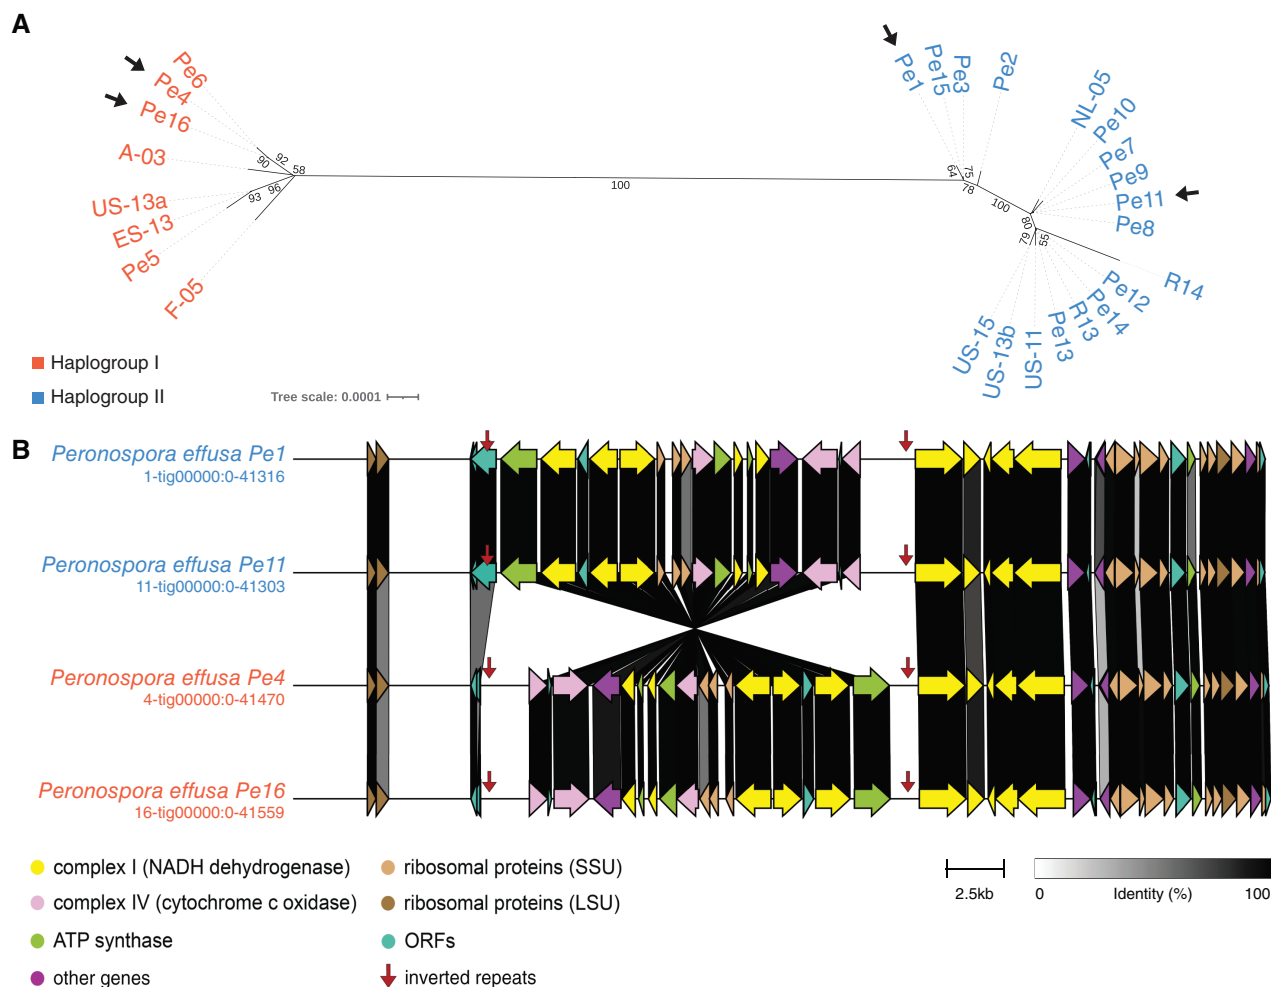 A
Pe6
Pe4
Pe16
A-03
US-13a
ES-13
Pe5
F-05
90
92
58
93
96
100
Pe1
Pe15
Pe3
Pe2
NL-05
Pe10
Pe7
Pe9
Pe11
Pe8
R14
Pe12
Pe14
R13
Pe13
US-11
US-13b
US-15
64
75
78
100
80
79
55
Haplogroup I
Haplogroup II
Tree scale: 0.0001
B
Peronospora effusa Pe1
1-tig00000:0-41316
Peronospora effusa Pe11
11-tig00000:0-41303
Peronospora effusa Pe4
4-tig00000:0-41470
Peronospora effusa Pe16
16-tig00000:0-41559
complex I (NADH dehydrogenase)
complex IV (cytochrome c oxidase)
ATP synthase
other genes
ribosomal proteins (SSU)
ribosomal proteins (LSU)
ORFs
inverted repeats
2.5kb
0 Identity (%) 100